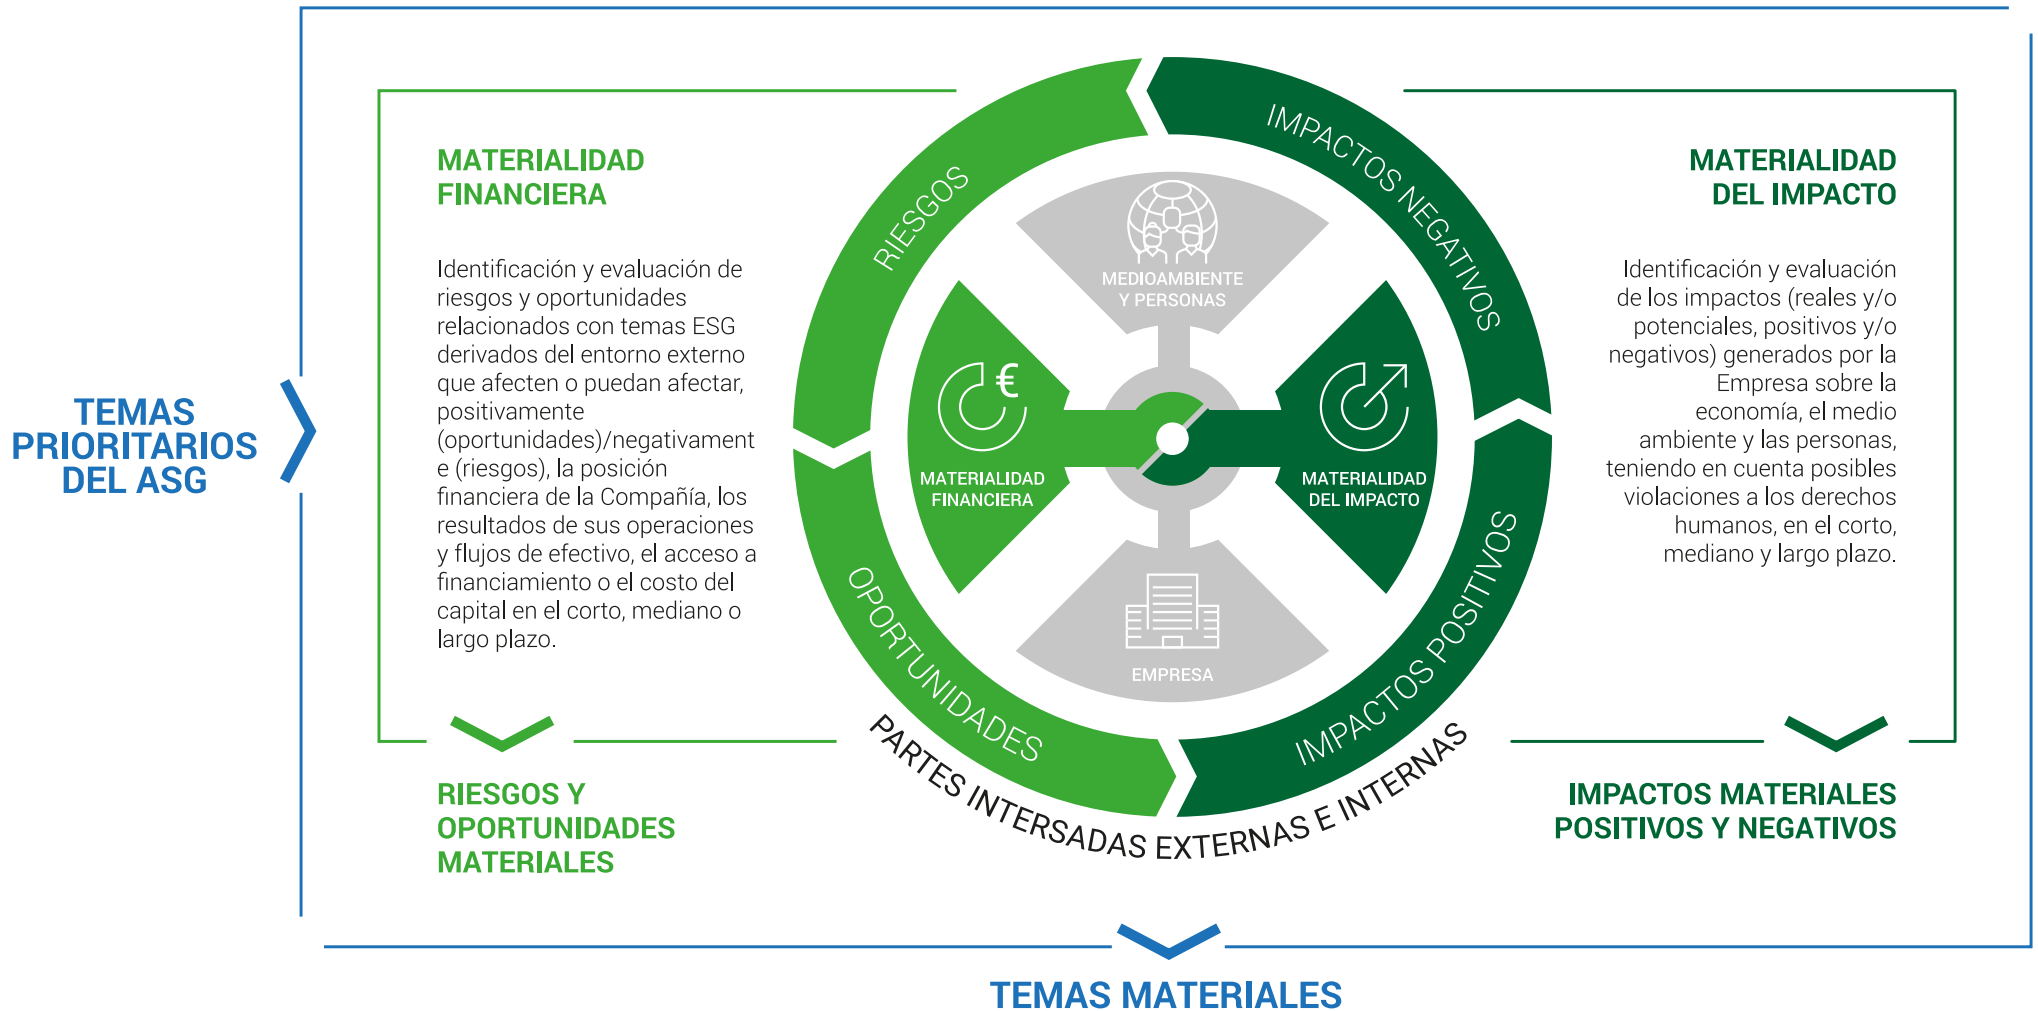 TEMAS
PRIORITARIOS
DEL ASG
MATERIALIDAD
FINANCIERA
Identificación y evaluación de
riesgos y oportunidades
relacionados con temas ESG
derivados del entorno externo
que afecten o puedan afectar,
positivamente
(oportunidades)/negativament
e (riesgos), la posición
financiera de la Compañía, los
resultados de sus operaciones
y flujos de efectivo, el acceso a
financiamiento o el costo del
capital en el corto, mediano o
largo plazo.
RIESGOS Y
OPORTUNIDADES
MATERIALES
RIESGOS
IMPACTOS NEGATIVOS
OPORTUNIDADES
IMPACTOS POSITIVOS
MEDIOAMBIENTE
Y PERSONAS
€
MATERIALIDAD
FINANCIERA
MATERIALIDAD
DEL IMPACTO
EMPRESA
PARTES INTERSADAS EXTERNAS E INTERNAS
MATERIALIDAD
DEL IMPACTO
Identificación y evaluación
de los impactos (reales y/o
potenciales, positivos y/o
negativos) generados por la
Empresa sobre la
economía, el medio
ambiente y las personas,
teniendo en cuenta posibles
violaciones a los derechos
humanos, en el corto,
mediano y largo plazo.
IMPACTOS MATERIALES
POSITIVOS Y NEGATIVOS
TEMAS MATERIALES